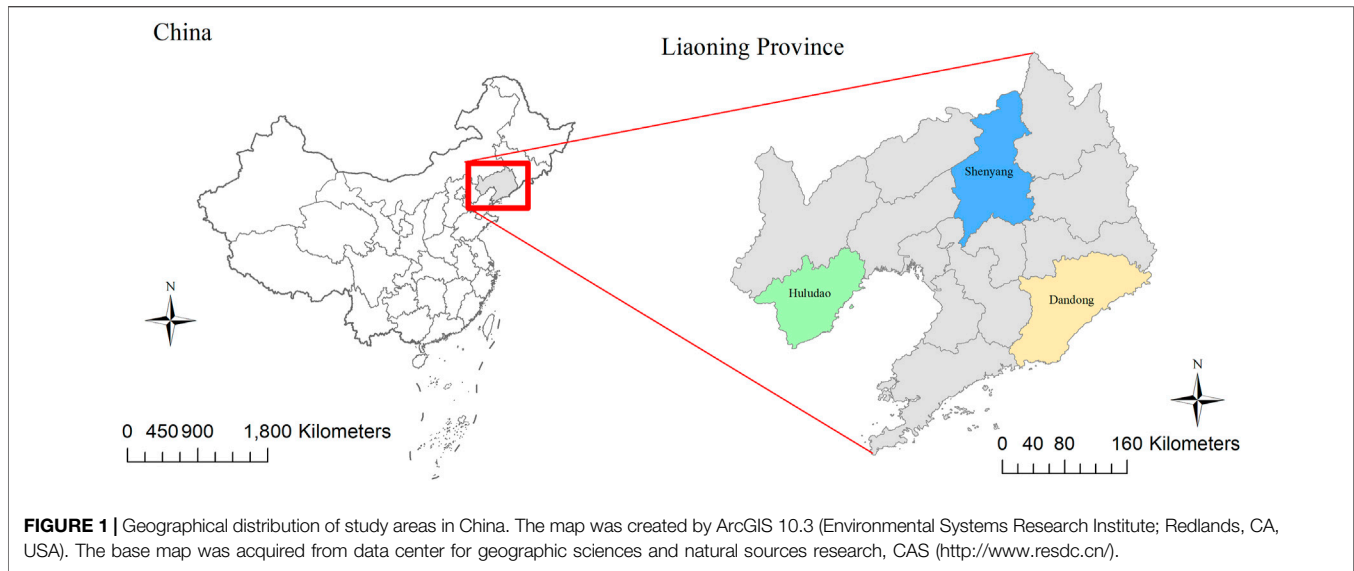 China
Liaoning Province
Shenyang
Huludao
Dandong
N
N
0 450 900 1,800 Kilometers
0 40 80 160 Kilometers
FIGURE 1 | Geographical distribution of study areas in China. The map was created by ArcGIS 10.3 (Environmental Systems Research Institute; Redlands, CA,
USA). The base map was acquired from data center for geographic sciences and natural sources research, CAS (http://www.resdc.cn/).